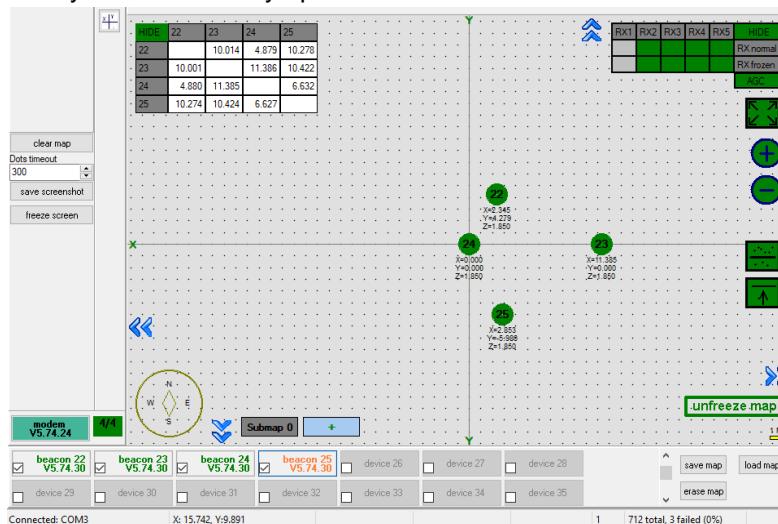 Y
HIDE 22 23 24 25
22 10.014 4.879 10.278
23 10.001 11.386 10.422
24 4.880 11.385 6.632
25 10.274 10.424 6.627
RX1 RX2 RX3 RX4 RX5 HIDE
RX normal
RX frozen
AGC
clear map
Dots timeout
300
save screenshot
freeze screen
22
X=2.345
Y=4.279
Z=1.850
X
24
X=0.000
Y=0.000
Z=1.850
23
X=11.385
Y=0.000
Z=1.850
25
X=2.853
Y=-5.988
Z=1.850
N
W E
S
unfreeze map
modem
V5.74.24
4/4
Submap 0
+
Y
beacon 22
V5.74.30
beacon 23
V5.74.30
beacon 24
V5.74.30
beacon 25
V5.74.30
device 26
device 27
device 28
save map
load map
device 29
device 30
device 31
device 32
device 33
device 34
device 35
erase map
Connected: COM3
X: 15.742, Y:9.891
1
712 total, 3 failed (0%)